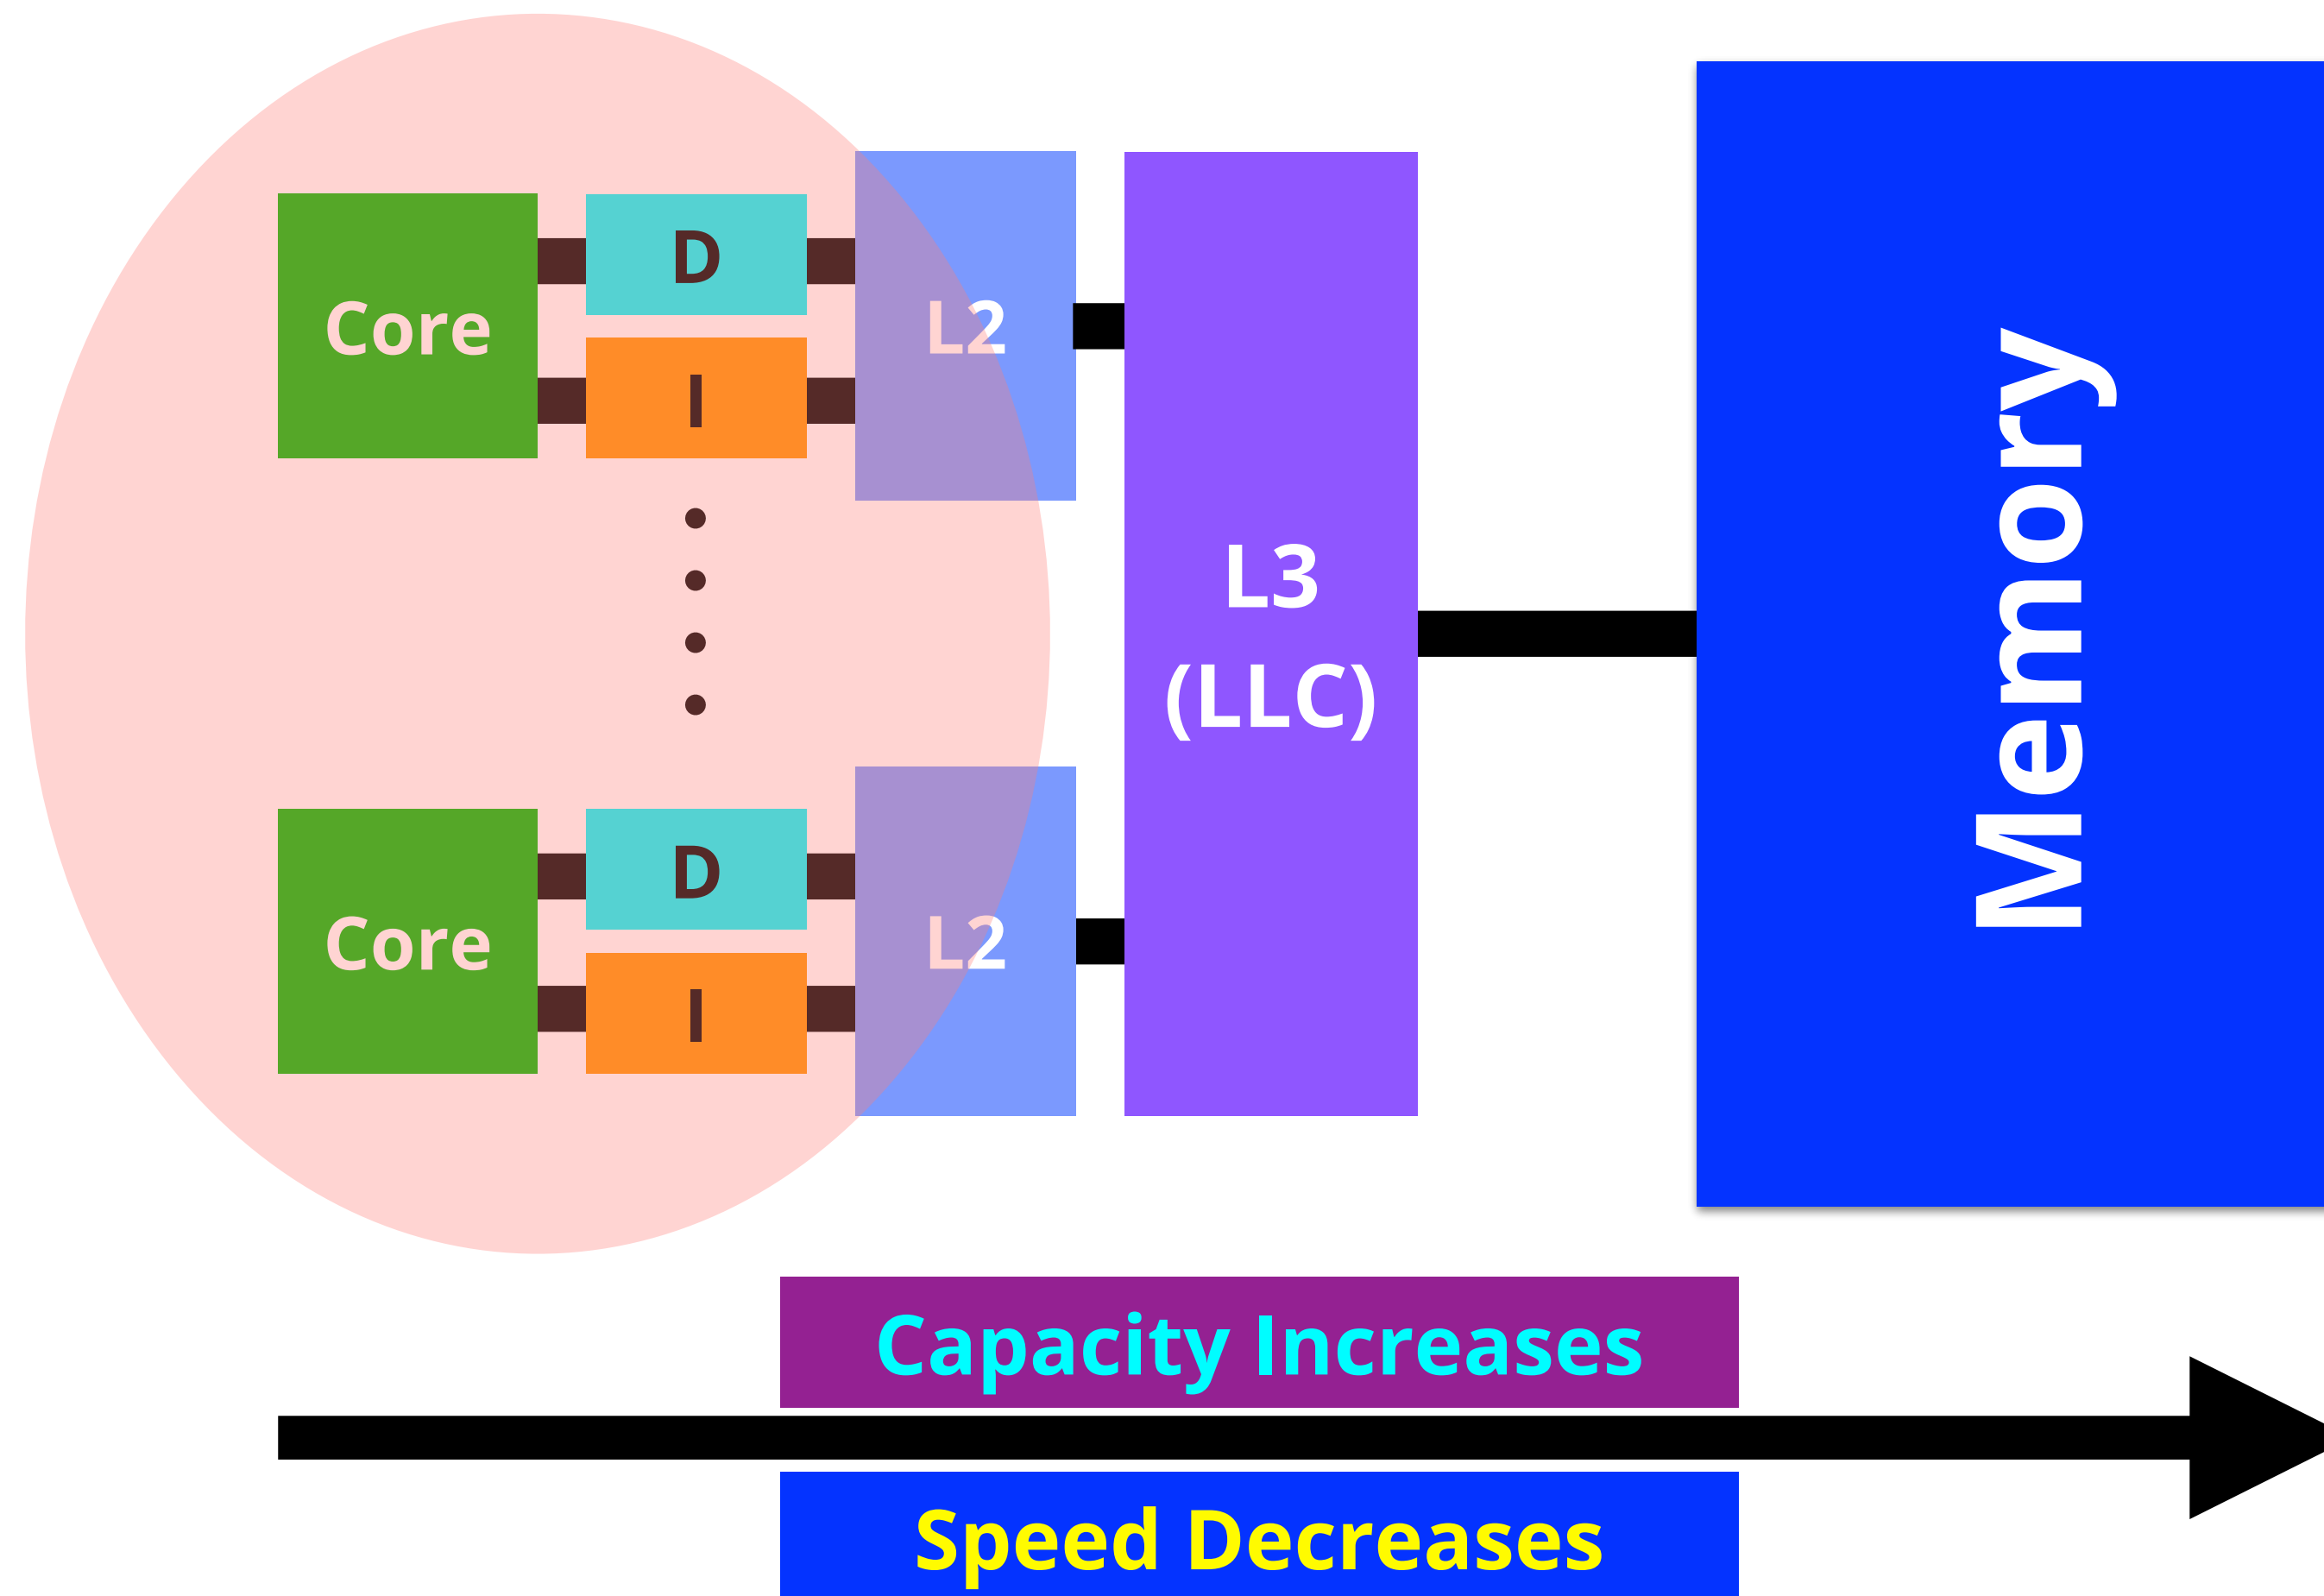 Core
D
I
L2
L3
(LLC)
Memory
Core
D
I
L2
Capacity Increases
Speed Decreases